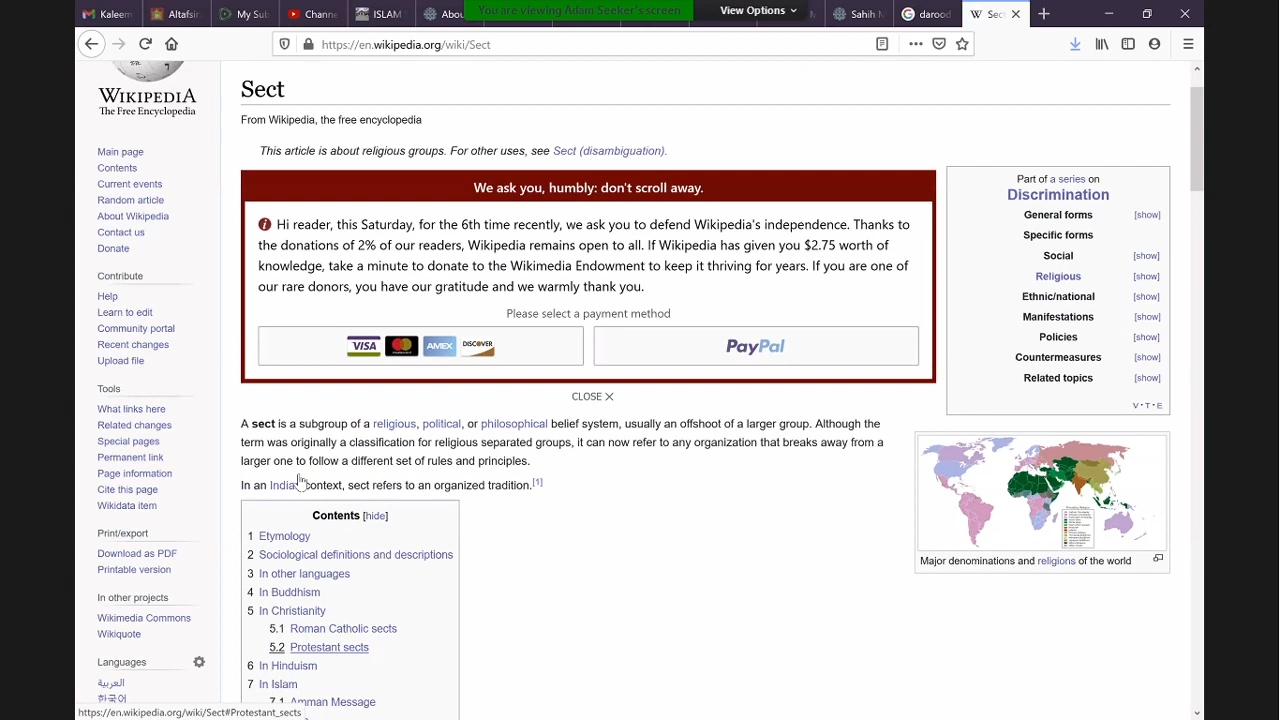 Kaleem
Altafsir
My Sub
Channe
ISLAM
Abou
You are viewing Adam Seeker's screen
View Options
Sahih M
darood
Sec
https://en.wikipedia.org/wiki/Sect
WIKIPEDIA
The Free Encyclopedia
Main page
Contents
Current events
Random article
About Wikipedia
Contact us
Donate
Contribute
Help
Learn to edit
Community portal
Recent changes
Upload file
Tools
What links here
Related changes
Special pages
Permanent link
Page information
Cite this page
Wikidata item
Print/export
Download as PDF
Printable version
In other projects
Wikimedia Commons
Wikiquote
Languages
العربية
한국어
Sect
From Wikipedia, the free encyclopedia
This article is about religious groups. For other uses, see Sect (disambiguation).
We ask you, humbly: don't scroll away.
Hi reader, this Saturday, for the 6th time recently, we ask you to defend Wikipedia's independence. Thanks to
the donations of 2% of our readers, Wikipedia remains open to all. If Wikipedia has given you $2.75 worth of
knowledge, take a minute to donate to the Wikimedia Endowment to keep it thriving for years. If you are one of
our rare donors, you have our gratitude and we warmly thank you.
Please select a payment method
VISA
AMEX
DISCOVER
PayPal
CLOSE
A sect is a subgroup of a religious, political, or philosophical belief system, usually an offshoot of a larger group. Although the
term was originally a classification for religious separated groups, it can now refer to any organization that breaks away from a
larger one to follow a different set of rules and principles.
In an India context, sect refers to an organized tradition.[1]
Contents [hide]
1 Etymology
2 Sociological definitions and descriptions
3 In other languages
4 In Buddhism
5 In Christianity
5.1 Roman Catholic sects
5.2 Protestant sects
6 In Hinduism
7 In Islam
7.1 Amman Message
Part of a series on
Discrimination
General forms [show]
Specific forms
Social [show]
Religious [show]
Ethnic/national [show]
Manifestations [show]
Policies [show]
Countermeasures [show]
Related topics [show]
V·T·E
Major denominations and religions of the world
https://en.wikipedia.org/wiki/Sect#Protestant_sects